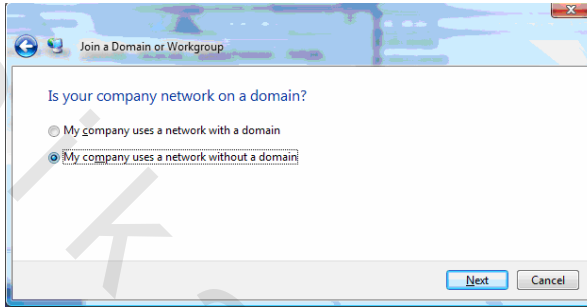 Join a Domain or Workgroup
Is your company network on a domain?
My company uses a network with a domain
My company uses a network without a domain
Next
Cancel